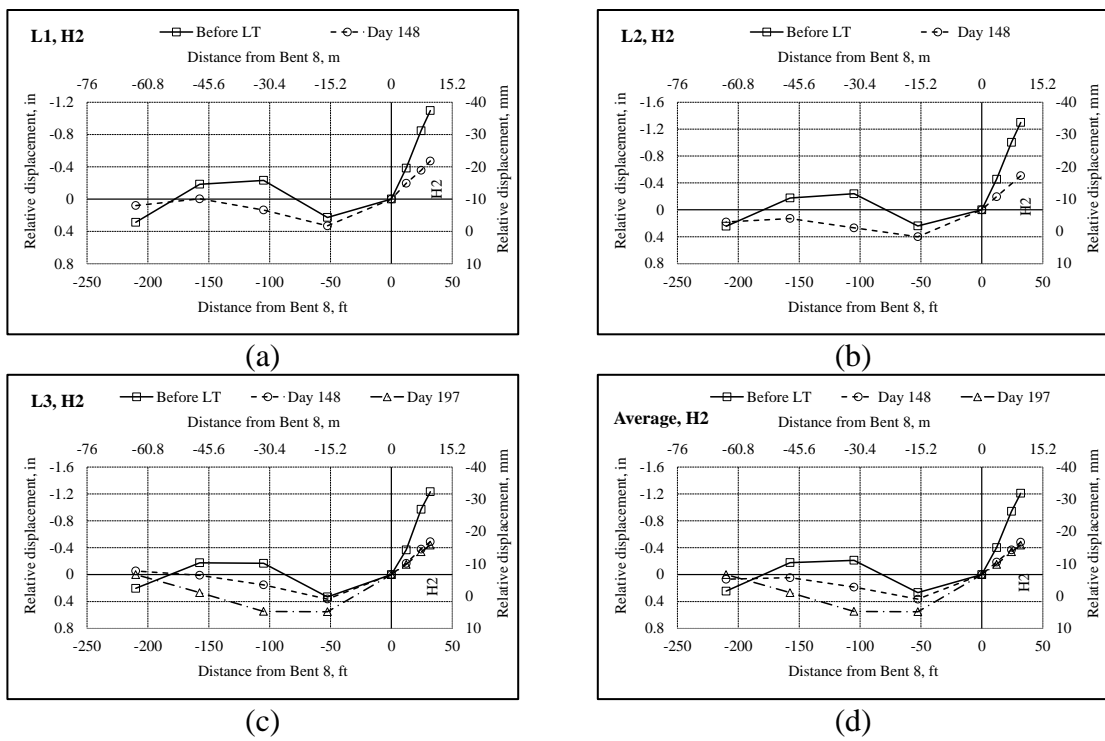 L1, H2
Before LT
Day 148
Distance from Bent 8, m
-76 -60.8 -45.6 -30.4 -15.2 0 15.2
Relative displacement, in
-1.2
-0.8
-0.4
0
0.4
0.8
Relative displacement, mm
-40
-30
-20
-10
0
10
H2
-250 -200 -150 -100 -50 0 50
Distance from Bent 8, ft
(a)
L2, H2
Before LT
Day 148
Distance from Bent 8, m
-76 -60.8 -45.6 -30.4 -15.2 0 15.2
Relative displacement, in
-1.6
-1.2
-0.8
-0.4
0
0.4
0.8
Relative displacement, mm
-40
-30
-20
-10
0
10
H2
-250 -200 -150 -100 -50 0 50
Distance from Bent 8, ft
(b)
L3, H2
Before LT
Day 148
Day 197
Distance from Bent 8, m
-76 -60.8 -45.6 -30.4 -15.2 0 15.2
Relative displacement, in
-1.6
-1.2
-0.8
-0.4
0
0.4
0.8
Relative displacement, mm
-40
-30
-20
-10
0
10
H2
-250 -200 -150 -100 -50 0 50
Distance from Bent 8, ft
(c)
Average, H2
Before LT
Day 148
Day 197
Distance from Bent 8, m
-76 -60.8 -45.6 -30.4 -15.2 0 15.2
Relative displacement, in
-1.6
-1.2
-0.8
-0.4
0
0.4
0.8
Relative displacement, mm
-40
-30
-20
-10
0
10
H2
-250 -200 -150 -100 -50 0 50
Distance from Bent 8, ft
(d)